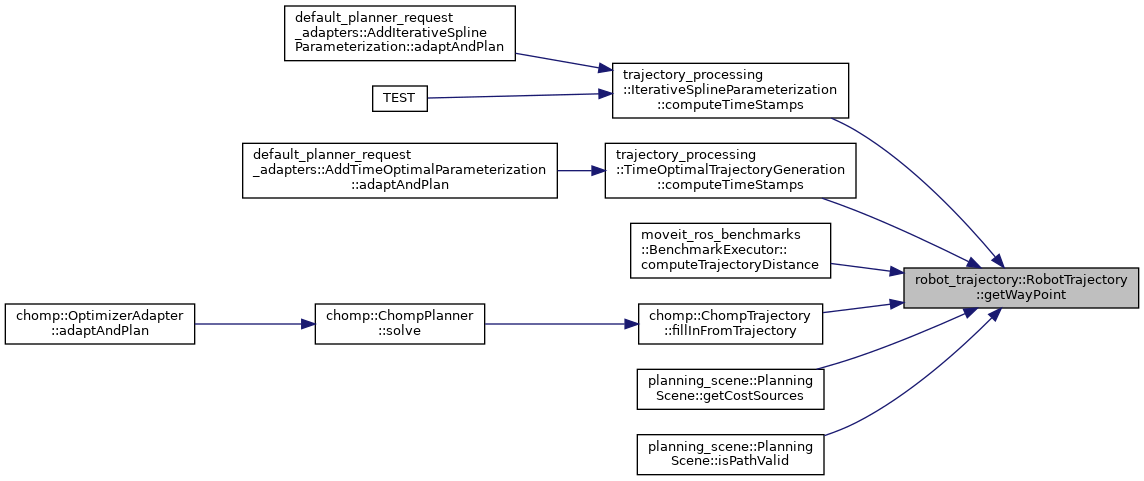 default_planner_request
_adapters::AddIterativeSpline
Parameterization::adaptAndPlan
trajectory_processing
::IterativeSplineParameterization
::computeTimeStamps
TEST
default_planner_request
_adapters::AddTimeOptimalParameterization
::adaptAndPlan
trajectory_processing
::TimeOptimalTrajectoryGeneration
::computeTimeStamps
moveit_ros_benchmarks
::BenchmarkExecutor::
computeTrajectoryDistance
robot_trajectory::RobotTrajectory
::getWayPoint
chomp::OptimizerAdapter
::adaptAndPlan
chomp::ChompPlanner
::solve
chomp::ChompTrajectory
::fillInFromTrajectory
planning_scene::Planning
Scene::getCostSources
planning_scene::Planning
Scene::isPathValid